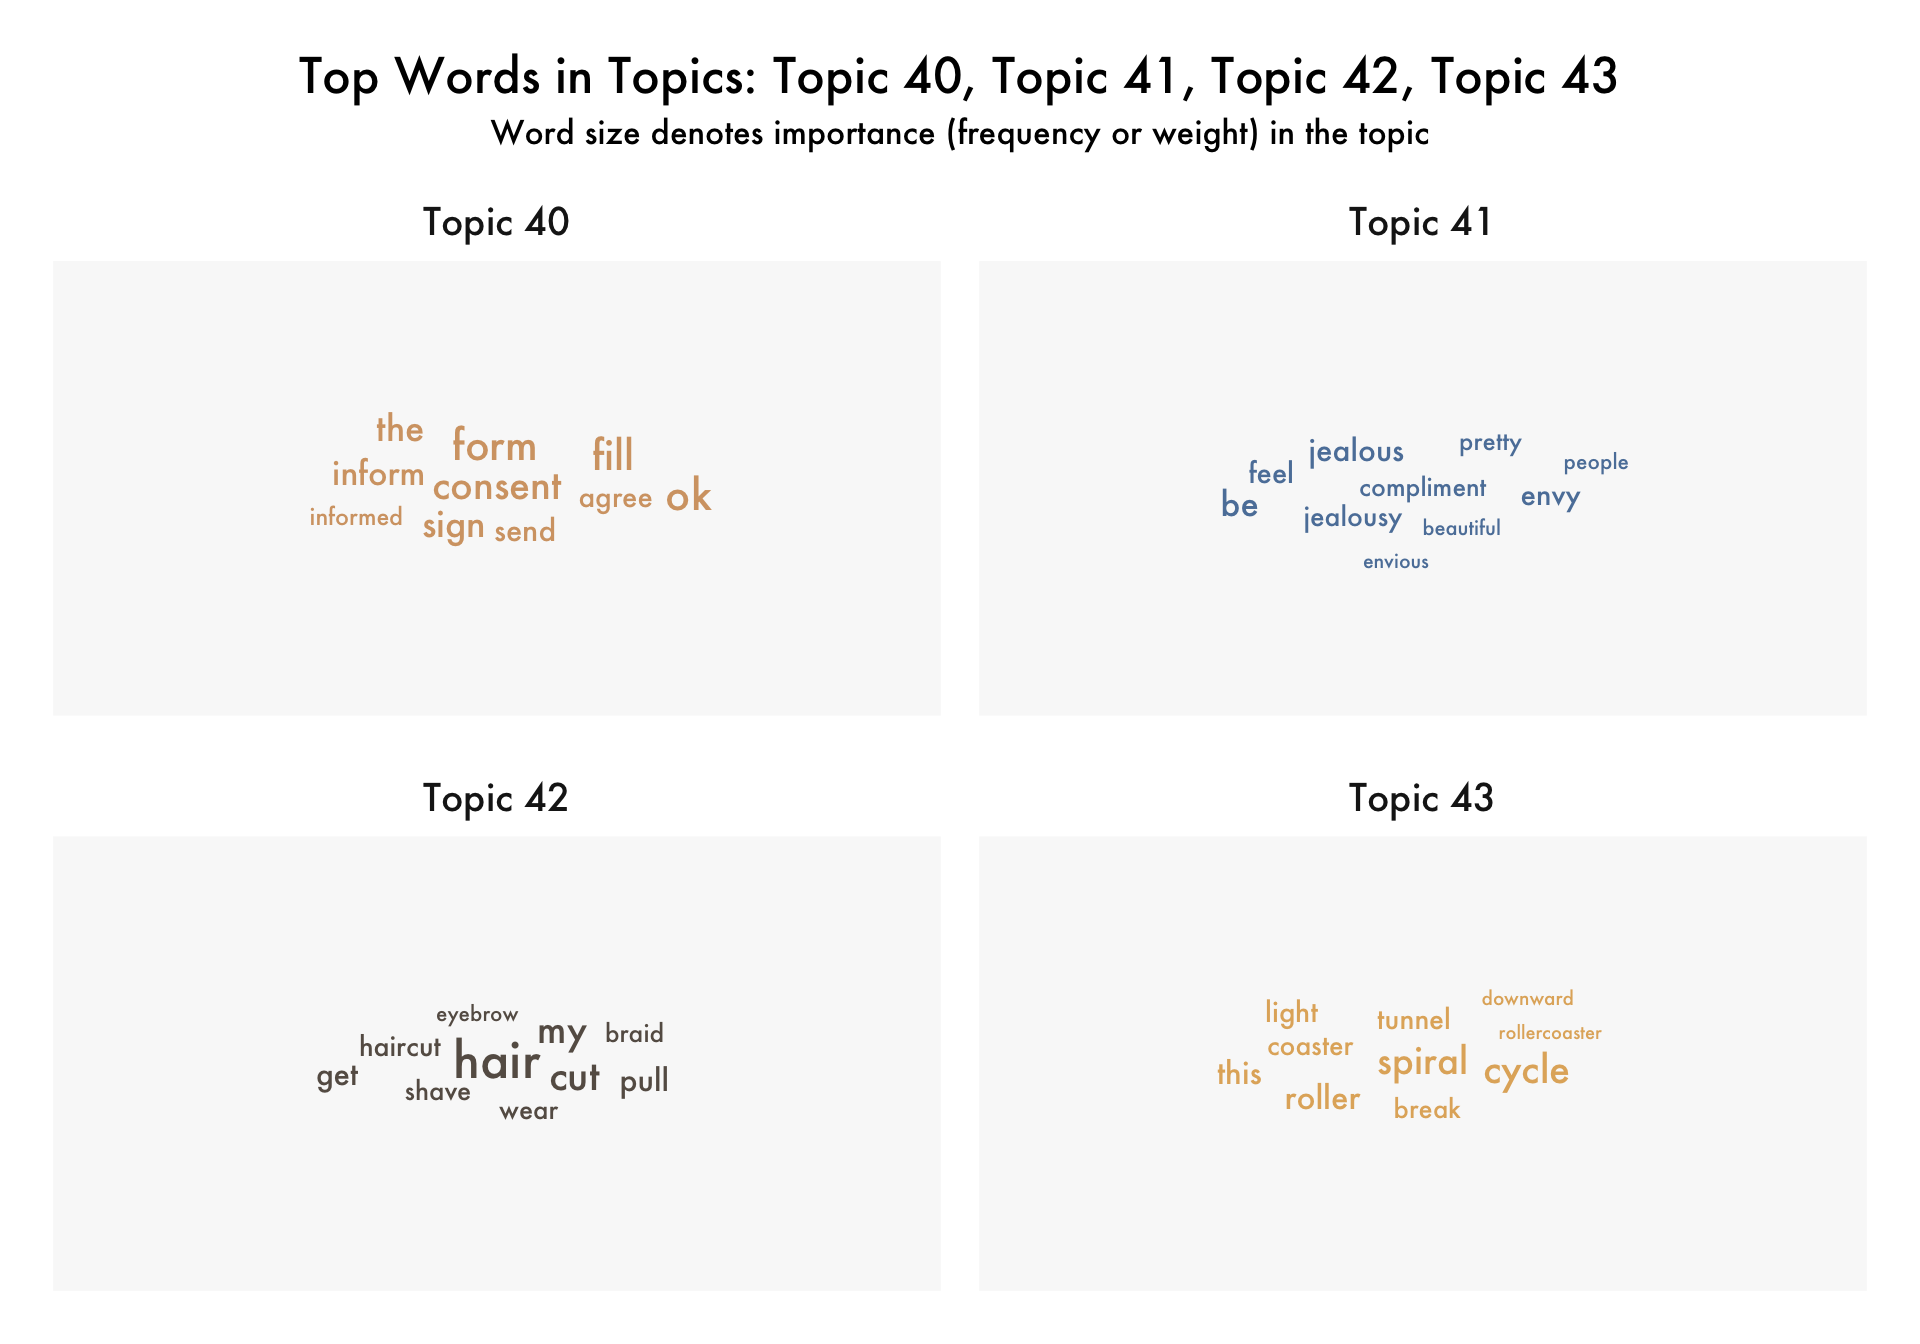 Top Words in Topics: Topic 40, Topic 41, Topic 42, Topic 43
Word size denotes importance (frequency or weight) in the topic
Topic 40
the
form
fill
inform
consent
agree
ok
informed
sign
send
Topic 41
jealous
pretty
people
feel
compliment
envy
be
jealousy
beautiful
envious
Topic 42
eyebrow
my
braid
haircut
hair
get
cut
pull
shave
wear
Topic 43
downward
light
tunnel
rollercoaster
coaster
spiral
cycle
this
roller
break